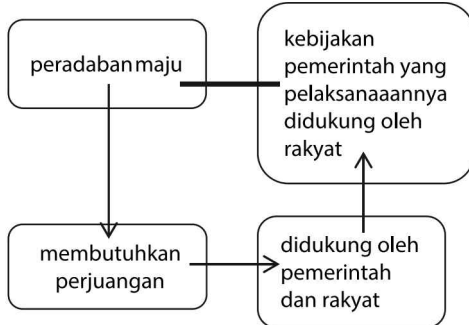 peradaban maju
kebijakan
pemerintah yang
pelaksanaaannya
didukung oleh
rakyat
membutuhkan
perjuangan
didukung oleh
pemerintah
dan rakyat